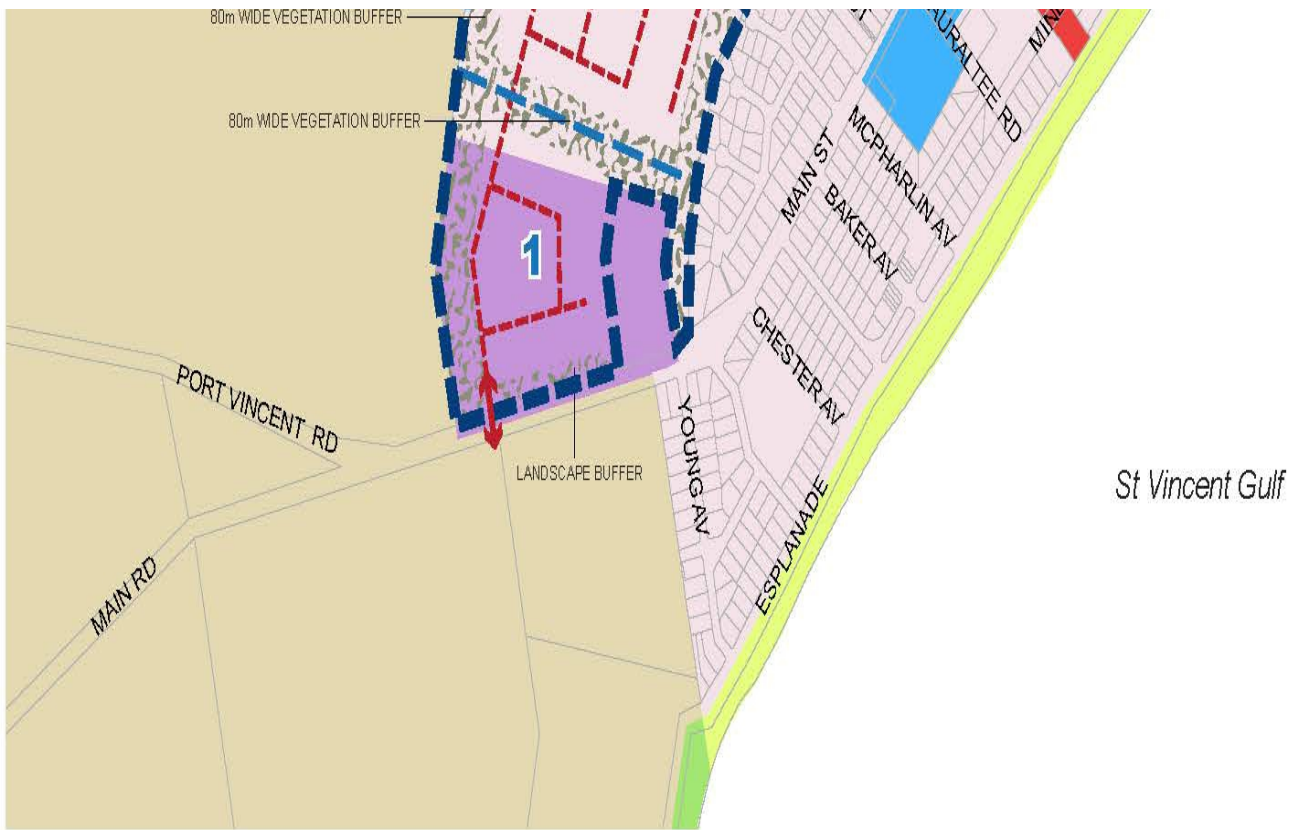 80m WIDE VEGETATION BUFFER
80m WIDE VEGETATION BUFFER
MAIN ST
MCPHARLIN AV
BAKER AV
1
CHESTER AV
PORT VINCENT RD
YOUNG AV
LANDSCAPE BUFFER
St Vincent Gulf
ESPLANADE
MAIN RD